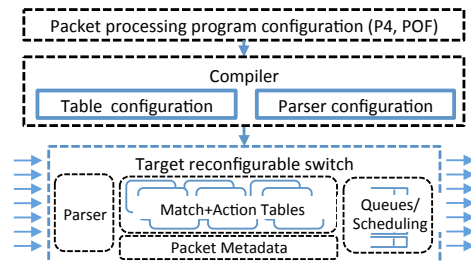 Packet processing program configuration (P4, POF)
Compiler
Table configuration
Parser configuration
Target reconfigurable switch
Parser
Match+Action Tables
Queues/
Scheduling
Packet Metadata